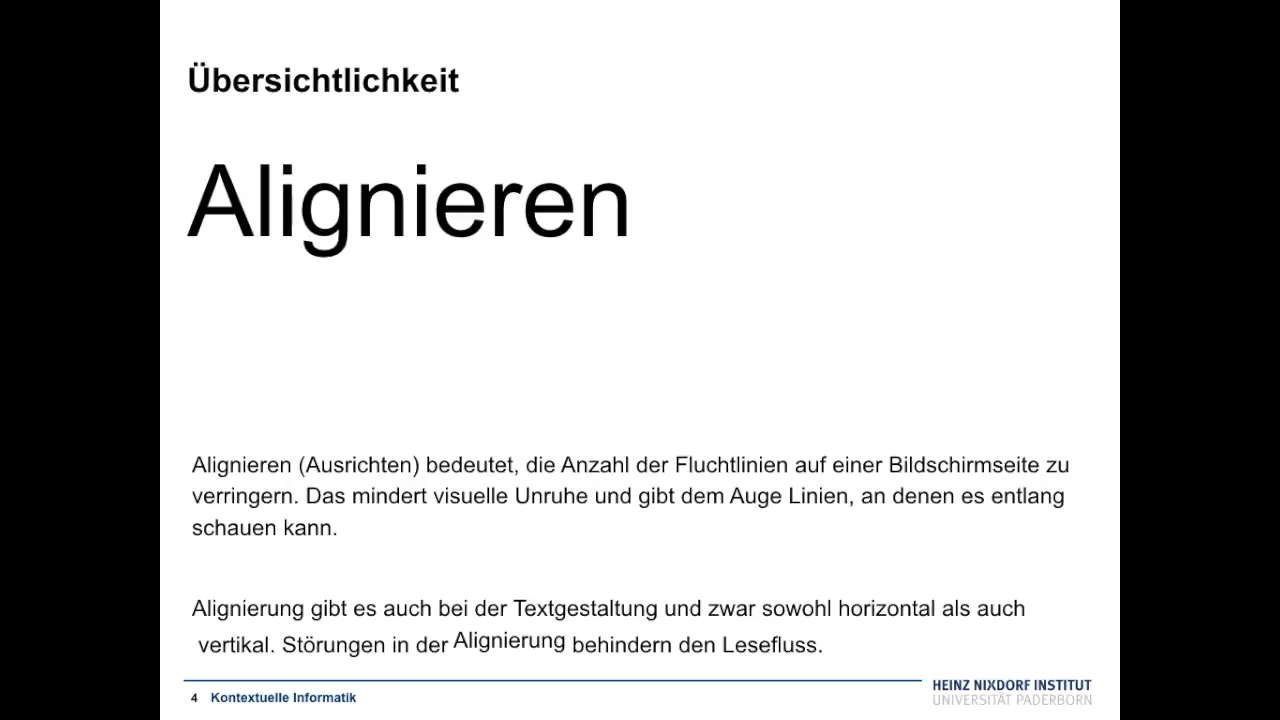 Übersichtlichkeit
Alignieren
Alignieren (Ausrichten) bedeutet, die Anzahl der Fluchtlinien auf einer Bildschirmseite zu
verringern. Das mindert visuelle Unruhe und gibt dem Auge Linien, an denen es entlang
schauen kann.
Alignierung gibt es auch bei der Textgestaltung und zwar sowohl horizontal als auch
vertikal. Störungen in der Alignierung behindern den Lesefluss.
4 Kontextuelle Informatik
HEINZ NIXDORF INSTITUT
UNIVERSITÄT PADERBORN